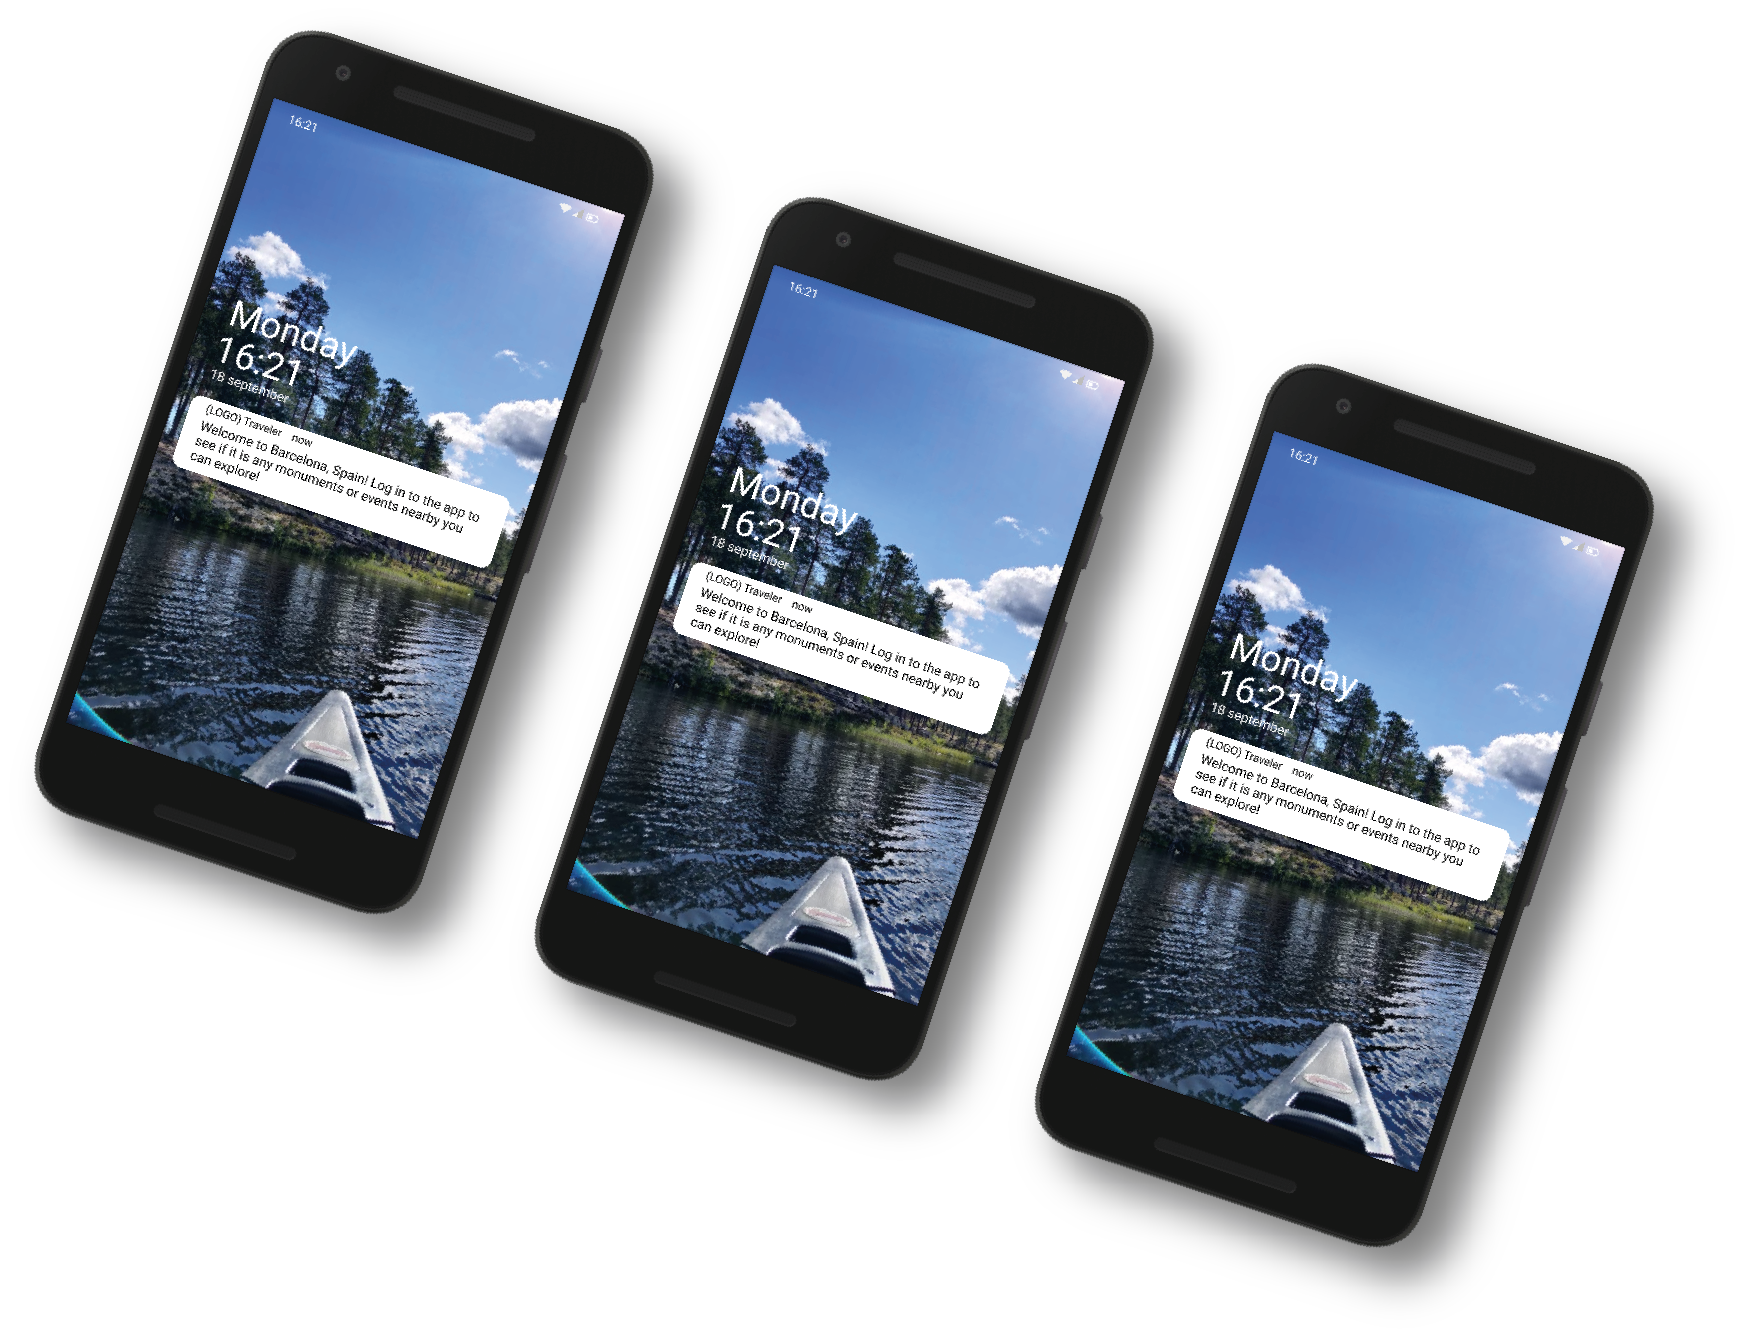 16:21
Monday
16:21
18 september
(LOGO) Traveler now
Welcome to Barcelona, Spain! Log in to the app to
see if it is any monuments or events nearby you
can explore!
16:21
Monday
16:21
18 september
(LOGO) Traveler now
Welcome to Barcelona, Spain! Log in to the app to
see if it is any monuments or events nearby you
can explore!
16:21
Monday
16:21
18 september
(LOGO) Traveler now
Welcome to Barcelona, Spain! Log in to the app to
see if it is any monuments or events nearby you
can explore!